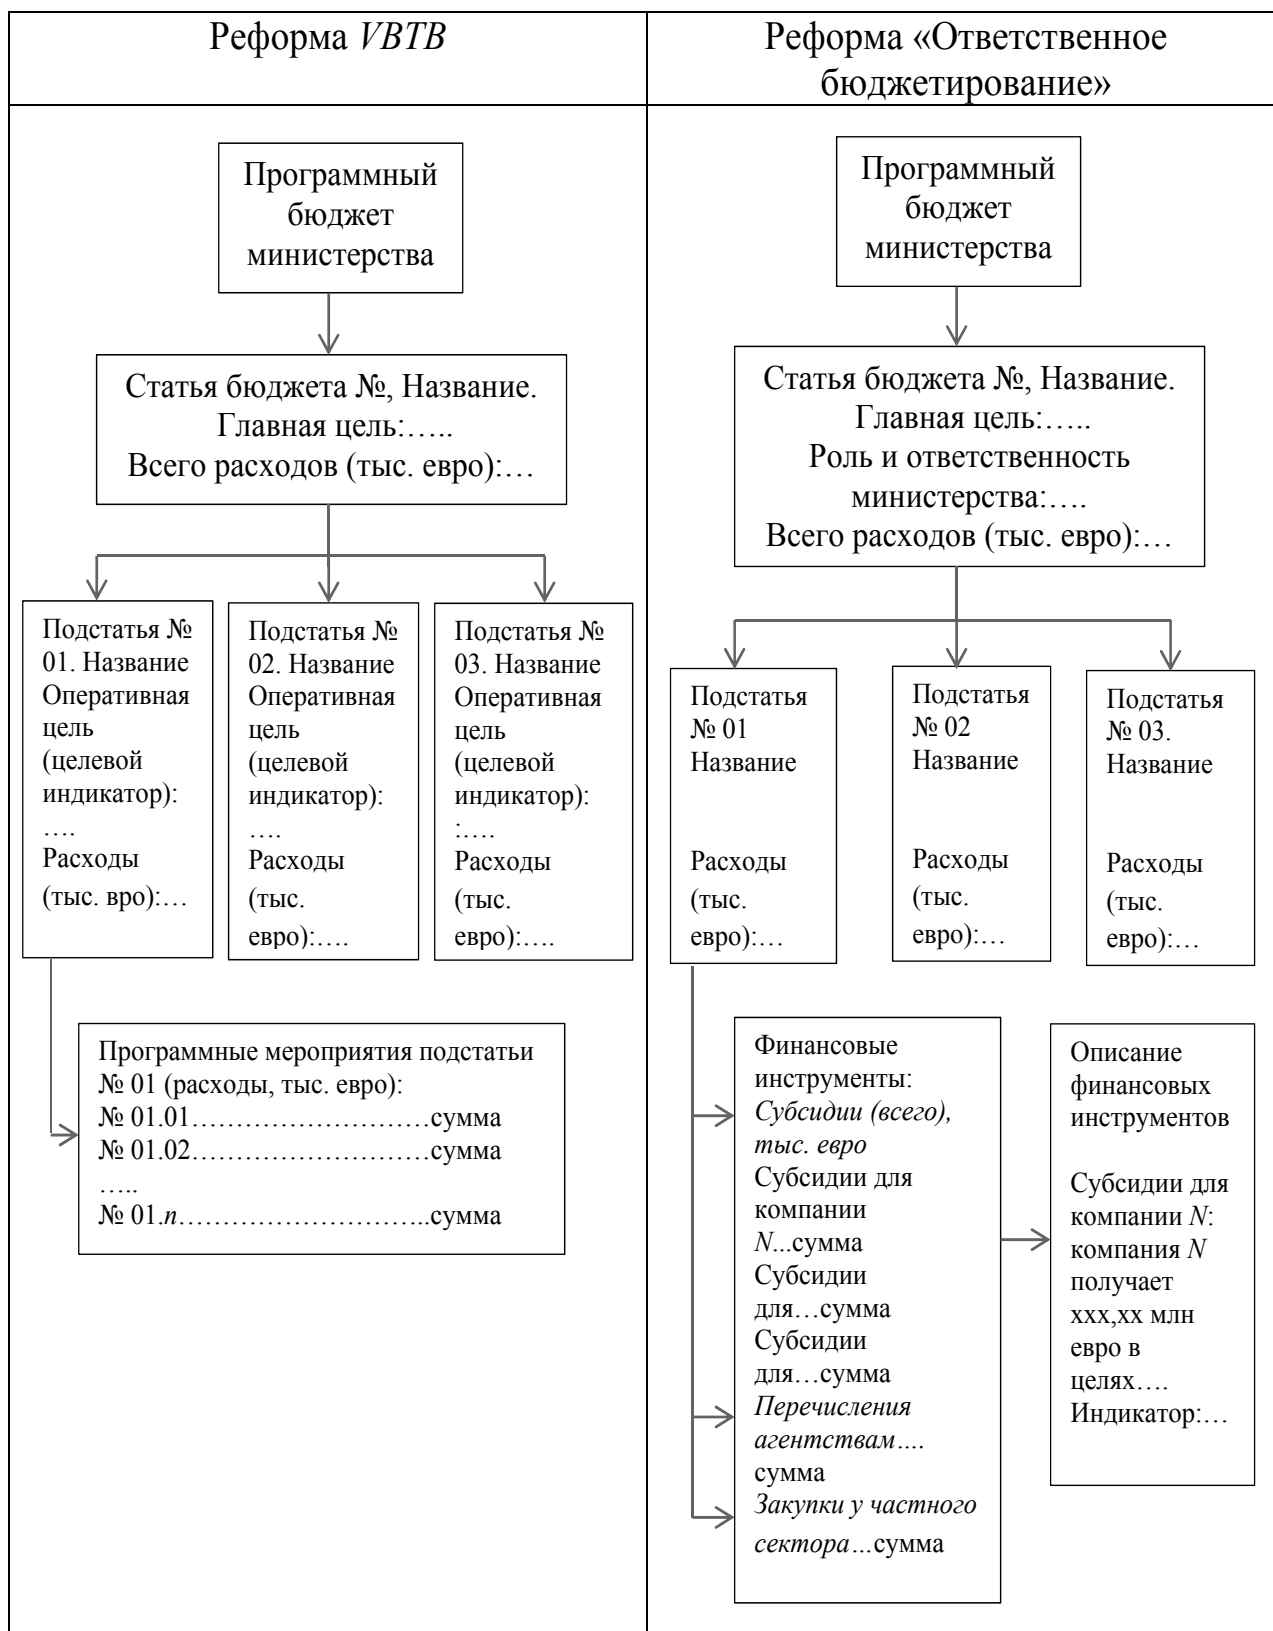 Реформа VBTB
Реформа «Ответственное
бюджетирование»
Программный
бюджет
министерства
Статья бюджета №, Название.
Главная цель:…..
Всего расходов (тыс. евро):…
Подстатья №
01. Название
Оперативная
цель
(целевой
индикатор):
….
Расходы
(тыс. вро):…
Подстатья №
02. Название
Оперативная
цель
(целевой
индикатор):
….
Расходы
(тыс.
евро):….
Подстатья №
03. Название
Оперативная
цель
(целевой
индикатор):
:….
Расходы
(тыс.
евро):….
Программные мероприятия подстатьи
№ 01 (расходы, тыс. евро):
№ 01.01………………………сумма
№ 01.02………………………сумма
…..
№ 01.n………………………..сумма
Программный
бюджет
министерства
Статья бюджета №, Название.
Главная цель:…..
Роль и ответственность
министерства:….
Всего расходов (тыс. евро):…
Подстатья
№ 01
Название
Расходы
(тыс.
евро):…
Подстатья
№ 02
Название
Расходы
(тыс.
евро):…
Подстатья
№ 03.
Название
Расходы
(тыс.
евро):…
Финансовые
инструменты:
Субсидии (всего),
тыс. евро
Субсидии для
компании
N...сумма
Субсидии
для…сумма
Субсидии
для…сумма
Перечисления
агентствам….
сумма
Закупки у частного
сектора…сумма
Описание
финансовых
инструментов
Субсидии для
компании N:
компания N
получает
xxx,xx млн
евро в
целях….
Индикатор:…